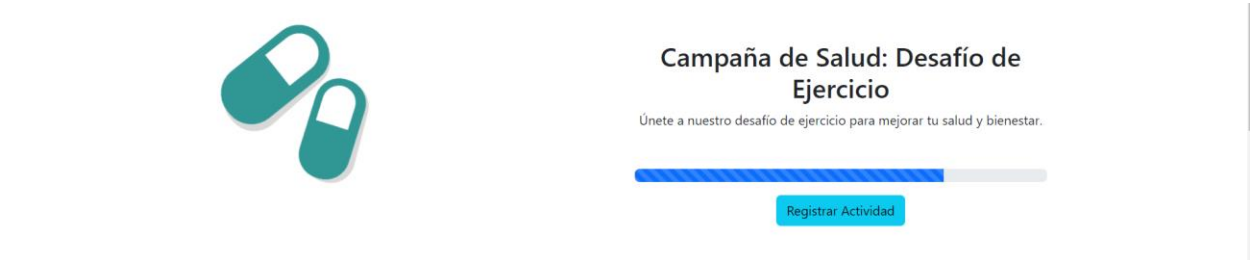 Campaña de Salud: Desafío de
Ejercicio
Únete a nuestro desafío de ejercicio para mejorar tu salud y bienestar.
Registrar Actividad